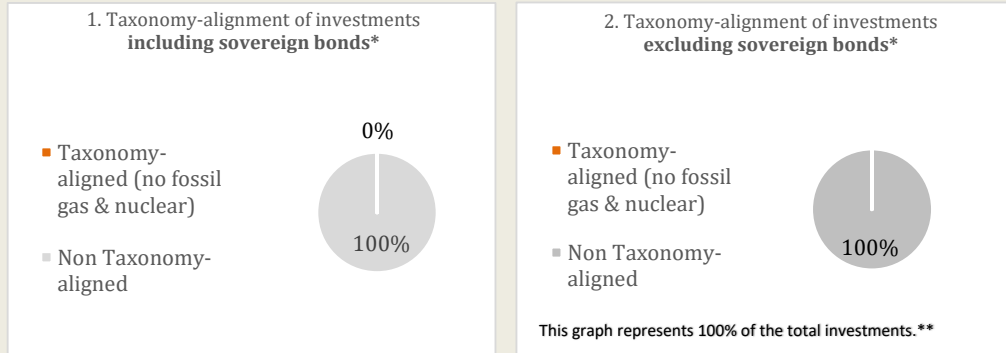 1. Taxonomy-alignment of investments
including sovereign bonds*
0%
Taxonomy-
aligned (no fossil
gas & nuclear)
100%
Non Taxonomy-
aligned
2. Taxonomy-alignment of investments
excluding sovereign bonds*
Taxonomy-
aligned (no fossil
gas & nuclear)
100%
Non Taxonomy-
aligned
This graph represents 100% of the total investments.**